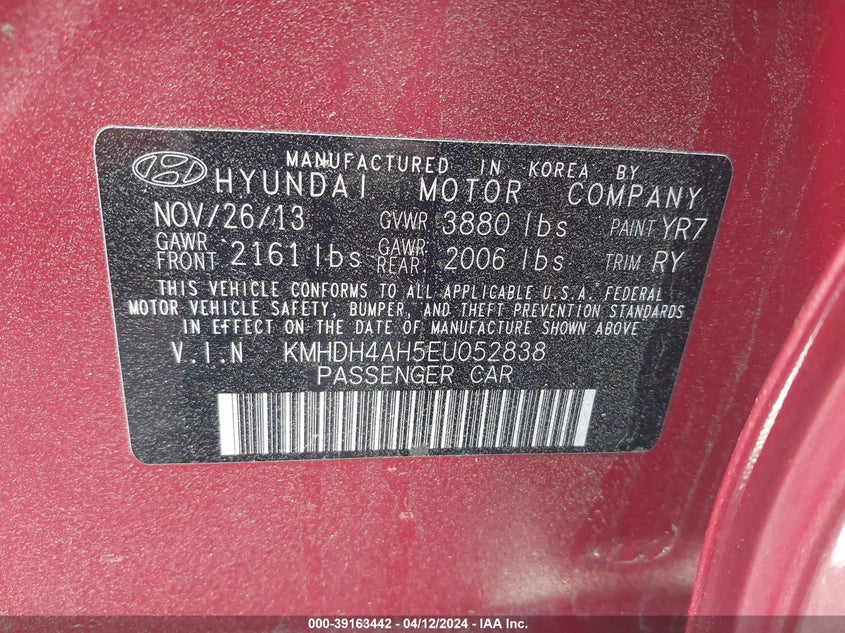 MANUFACTURED IN KOREA BY
HYUNDAI MOTOR COMPANY
NOV/26/13 GVWR 3880 lbs PAINT YR7
GAWR FRONT 2161 lbs GAWR REAR 2006 lbs TRIM RY
THIS VEHICLE CONFORMS TO ALL APPLICABLE U.S.A. FEDERAL
MOTOR VEHICLE SAFETY, BUMPER, AND THEFT PREVENTION STANDARDS
IN EFFECT ON THE DATE OF MANUFACTURE SHOWN ABOVE
V.I.N KMHDH4AH5EU052838
PASSENGER CAR
000-39163442 - 04/12/2024 - IAA Inc.